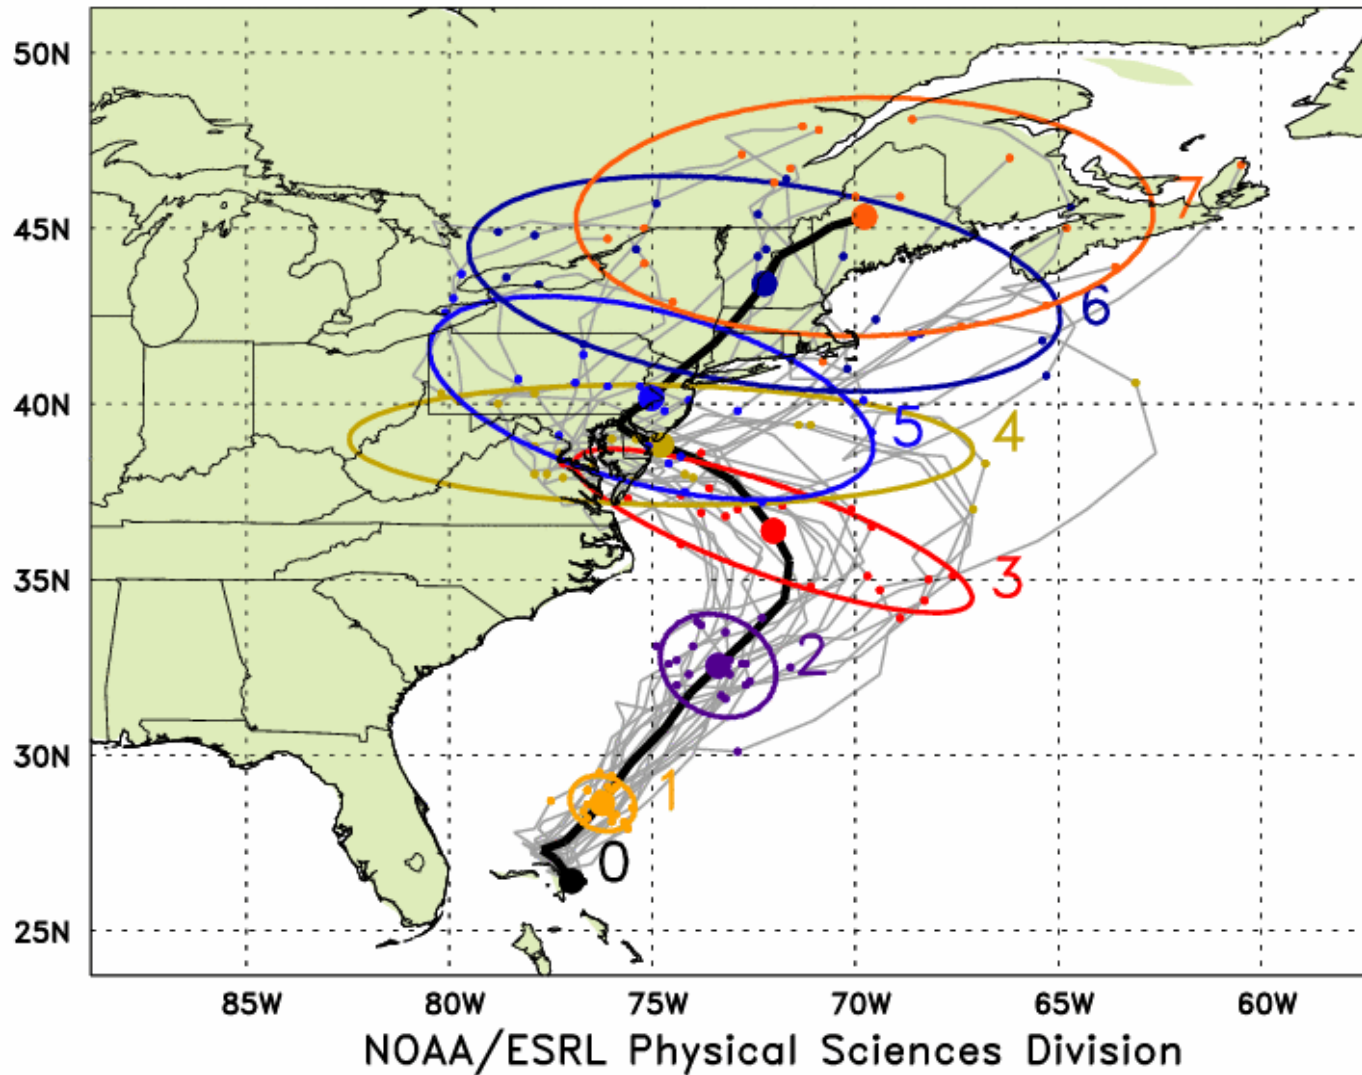 50N
7
45N
6
40N
5
4
3
35N
2
30N
1
0
25N
85W
80W
75W
70W
65W
60W
NOAA/ESRL Physical Sciences Division